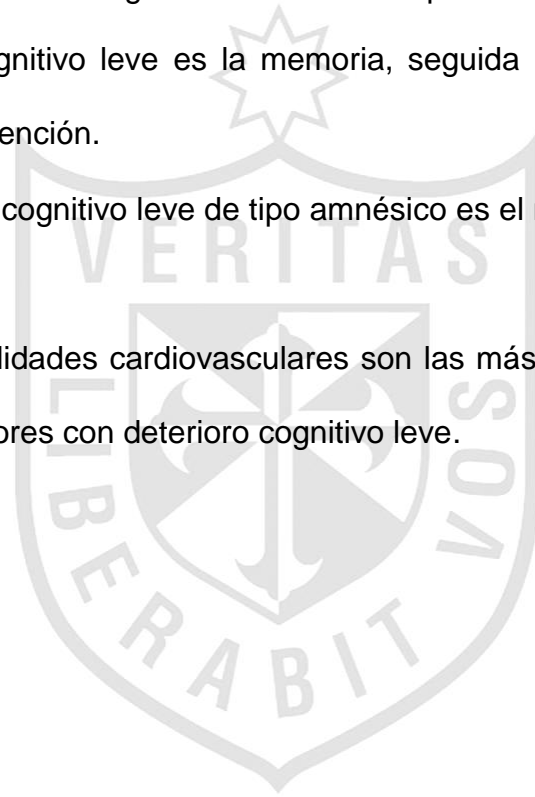 gnitivo leve es la memoria, seguida
ención.
cognitivo leve de tipo amnésico es el
lidades cardiovasculares son las más
ores con deterioro cognitivo leve.
VERITAS
LIBERABIT
VOS